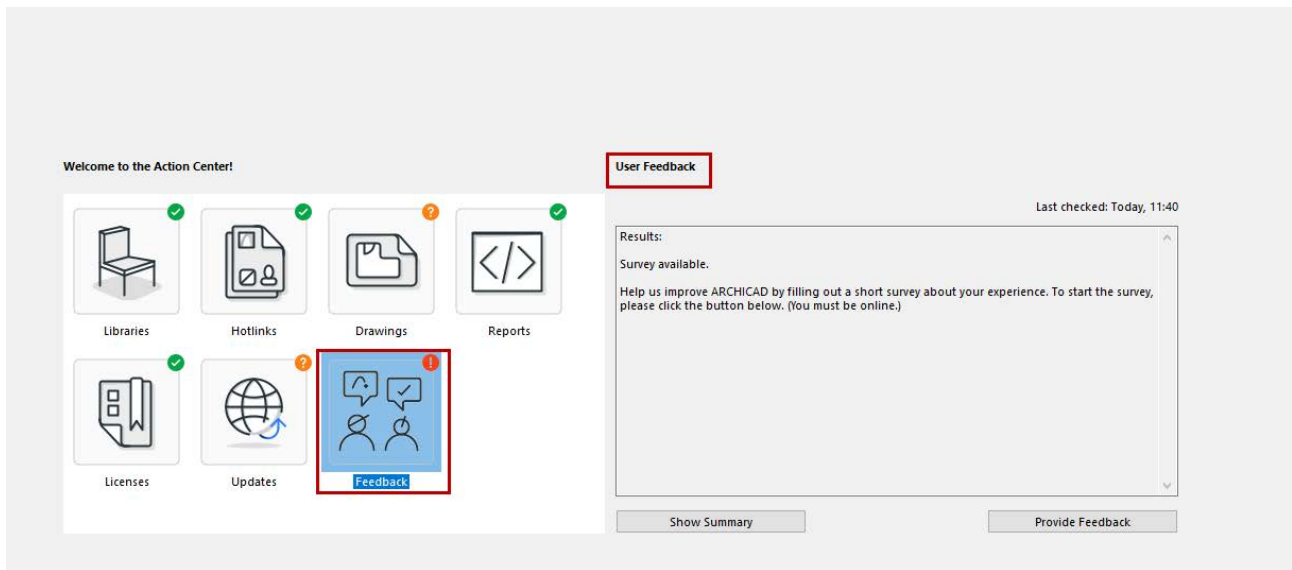 Welcome to the Action Center!
Libraries
Hotlinks
Drawings
Reports
Licenses
Updates
Feedback
User Feedback
Last checked: Today, 11:40
Results:
Survey available.
Help us improve ARCHICAD by filling out a short survey about your experience. To start the survey,
please click the button below. (You must be online.)
Show Summary
Provide Feedback